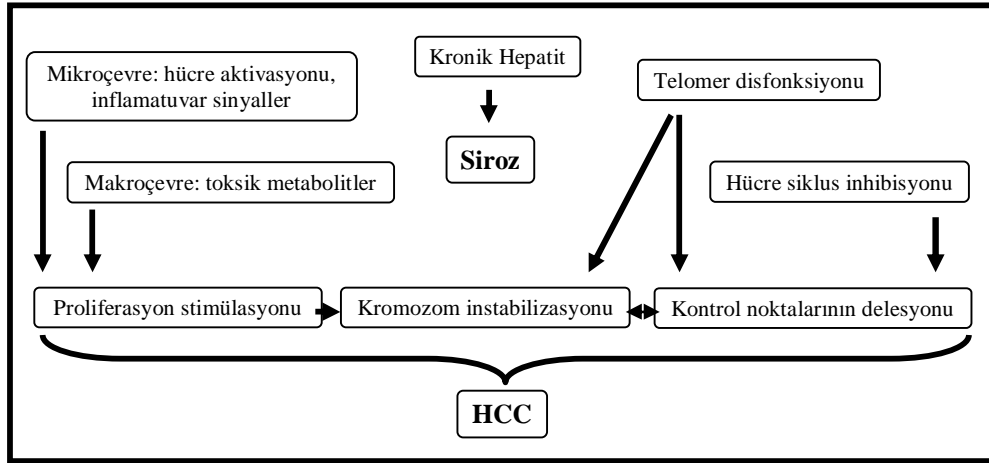 Mikroçevre: hücre aktivasyonu,
inflamatuvar sinyaller
Kronik Hepatit
Telomer disfonksiyonu
Siroz
Makroçevre: toksik metabolitler
Hücre siklus inhibisyonu
Proliferasyon stimülasyonu
Kromozom instabilizasyonu
Kontrol noktalarının delesyonu
HCC